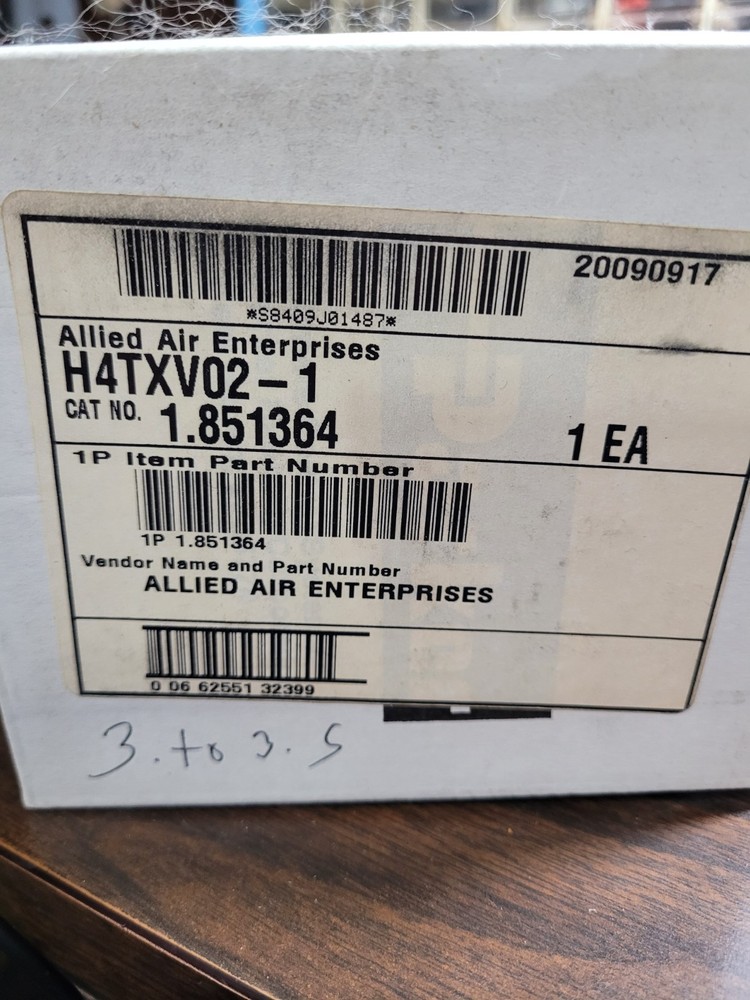 20090917
*S8409J01487*
Allied Air Enterprises
H4TXV02-1
CAT NO. 1.851364 1 EA
1P Item Part Number
1P 1.851364
Vendor Name and Part Number
ALLIED AIR ENTERPRISES
0 06 62551 32399
3. to 3.5